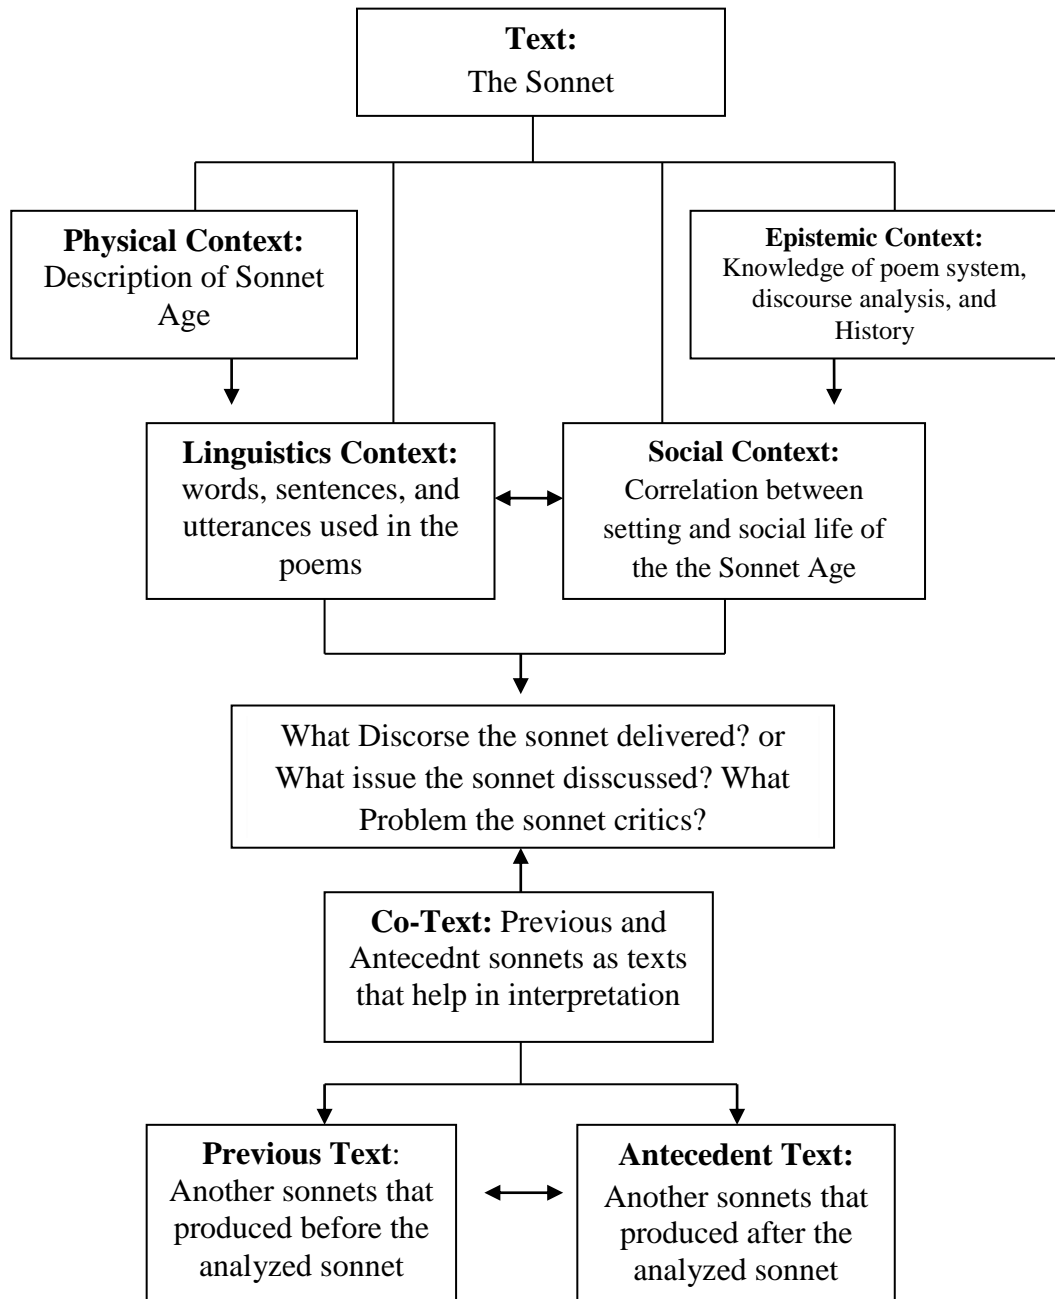 Text:
The Sonnet
Physical Context:
Description of Sonnet
Age
Epistemic Context:
Knowledge of poem system,
discourse analysis, and
History
Linguistics Context:
words, sentences, and
utterances used in the
poems
Social Context:
Correlation between
setting and social life of
the the Sonnet Age
What Discorse the sonnet delivered? or
What issue the sonnet disscussed? What
Problem the sonnet critics?
Co-Text: Previous and
Antecednt sonnets as texts
that help in interpretation
Previous Text:
Another sonnets that
produced before the
analyzed sonnet
Antecedent Text:
Another sonnets that
produced after the
analyzed sonnet